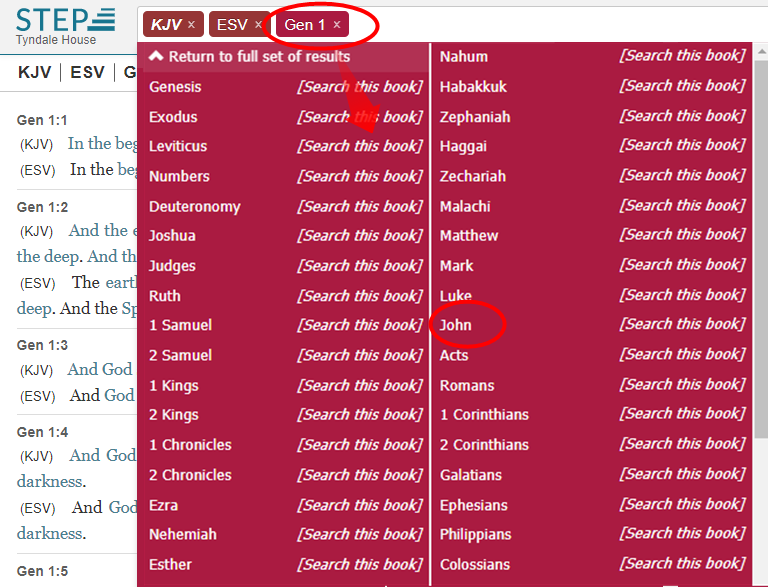 STEP
Tyndale House
KJV × ESV × Gen 1 ×
KJV | ESV | G
Gen 1:1
(KJV) In the beg
(ESV) In the beg
Gen 1:2
(KJV) And the e
the deep. And th
(ESV) The earth
deep. And the Sp
Gen 1:3
(KJV) And God
(ESV) And God
Gen 1:4
(KJV) And God
darkness.
(ESV) And God
darkness.
Gen 1:5
Return to full set of results
Genesis [Search this book]
Exodus [Search this book]
Leviticus [Search this book]
Numbers [Search this book]
Deuteronomy [Search this book]
Joshua [Search this book]
Judges [Search this book]
Ruth [Search this book]
1 Samuel [Search this book]
2 Samuel [Search this book]
1 Kings [Search this book]
2 Kings [Search this book]
1 Chronicles [Search this book]
2 Chronicles [Search this book]
Ezra [Search this book]
Nehemiah [Search this book]
Esther [Search this book]
Nahum [Search this book]
Habakkuk [Search this book]
Zephaniah [Search this book]
Haggai [Search this book]
Zechariah [Search this book]
Malachi [Search this book]
Matthew [Search this book]
Mark [Search this book]
Luke [Search this book]
John [Search this book]
Acts [Search this book]
Romans [Search this book]
1 Corinthians [Search this book]
2 Corinthians [Search this book]
Galatians [Search this book]
Ephesians [Search this book]
Philippians [Search this book]
Colossians [Search this book]